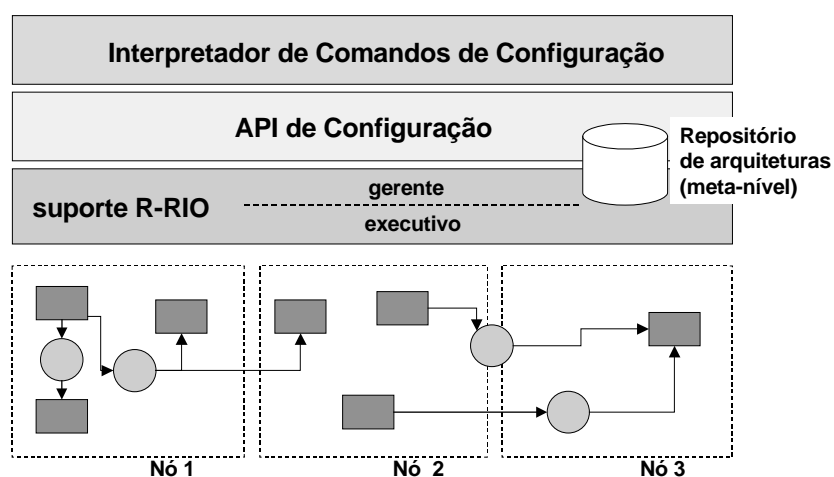 Interpretador de Comandos de Configuração
API de Configuração
Repositório
de arquiteturas
(meta-nível)
suporte R-RIO
gerente
executivo
Nó 1
Nó 2
Nó 3